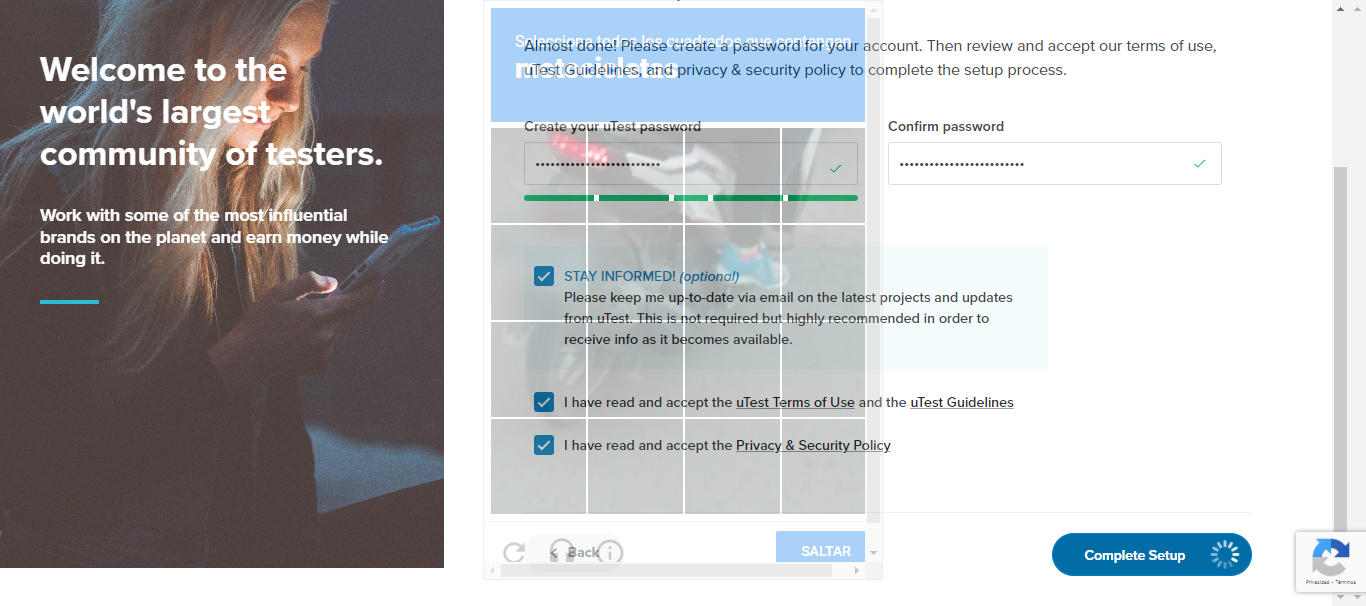 Welcome to the
world's largest
community of testers.
Work with some of the most influential
brands on the planet and earn money while
doing it.
Selecciona todos los cuadrados que contengan
motocicletas
Almost done! Please create a password for your account. Then review and accept our terms of use,
uTest Guidelines, and privacy & security policy to complete the setup process.
Create your uTest password
Confirm password
STAY INFORMED! (optional)
Please keep me up-to-date via email on the latest projects and updates
from uTest. This is not required but highly recommended in order to
receive info as it becomes available.
I have read and accept the uTest Terms of Use and the uTest Guidelines
I have read and accept the Privacy & Security Policy
Back
SALTAR
Complete Setup
Privacidad - Términos